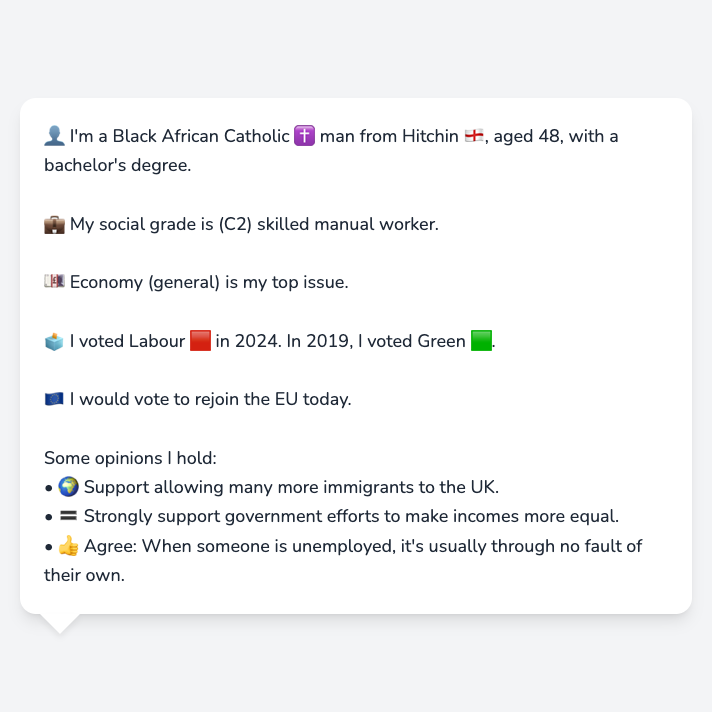 👤 I'm a Black African Catholic ✝️ man from Hitchin 🏴󠁧󠁢󠁥󠁮󠁧󠁿, aged 48, with a
bachelor's degree.
💼 My social grade is (C2) skilled manual worker.
💷 Economy (general) is my top issue.
🗳️ I voted Labour 🟥 in 2024. In 2019, I voted Green 🟩.
🇪🇺 I would vote to rejoin the EU today.
Some opinions I hold:
• 🌍 Support allowing many more immigrants to the UK.
• 🟰 Strongly support government efforts to make incomes more equal.
• 👍 Agree: When someone is unemployed, it's usually through no fault of
their own.